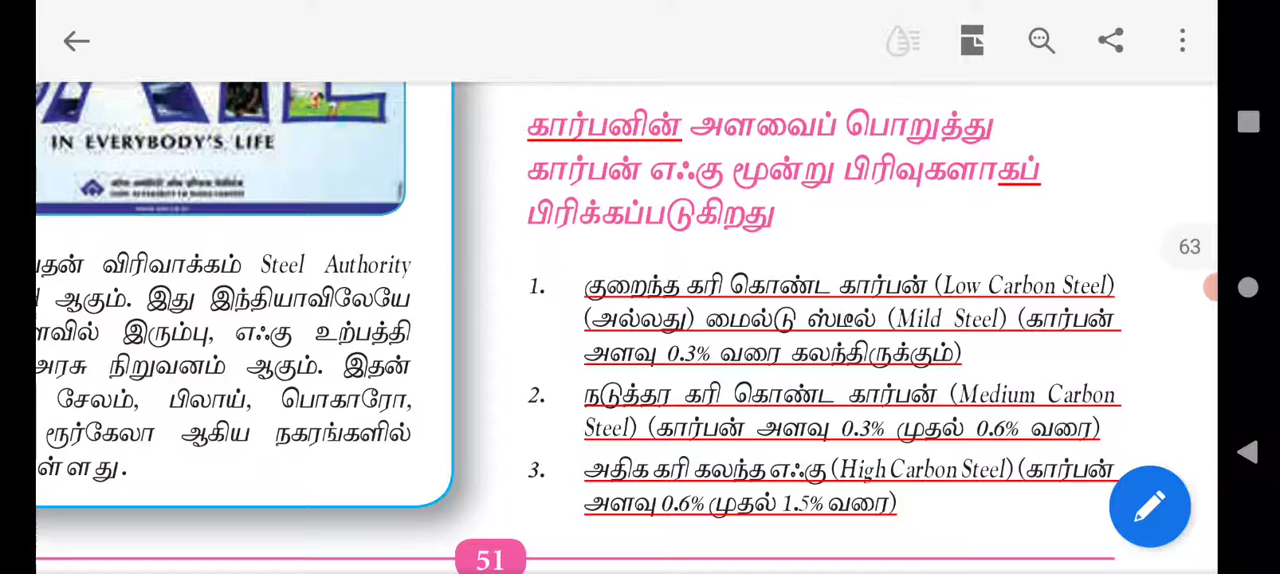 IN EVERYBODY'S LIFE
விரிவாக்கம் Steel Authority
ஆகும். இது இந்தியாவிலேயே
இருப்பு, எஃகு உற்பத்தி
நிறுவனம் ஆகும். இதன்
சேலம், பிலாய், பொகாரோ,
ரூர்கேலா ஆகிய நகரங்களில்
கார்பனின் அளவைப் பொறுத்து
கார்பன் எஃகு மூன்று பிரிவுகளாகப்
பிரிக்கப்படுகிறது
63
1. குறைந்த கரி கொண்ட கார்பன் (Low Carbon Steel)
(அல்லது) மைல்டு ஸ்டீல் (Mild Steel) (கார்பன்
அளவு 0.3% வரை கலந்திருக்கும்)
2. நடுத்தர கரி கொண்ட கார்பன் (Medium Carbon
Steel) (கார்பன் அளவு 0.3% முதல் 0.6% வரை)
3. அதிக கரி கலந்த எஃகு (High Carbon Steel) (கார்பன்
அளவு 0.6% முதல் 1.5% வரை)
51